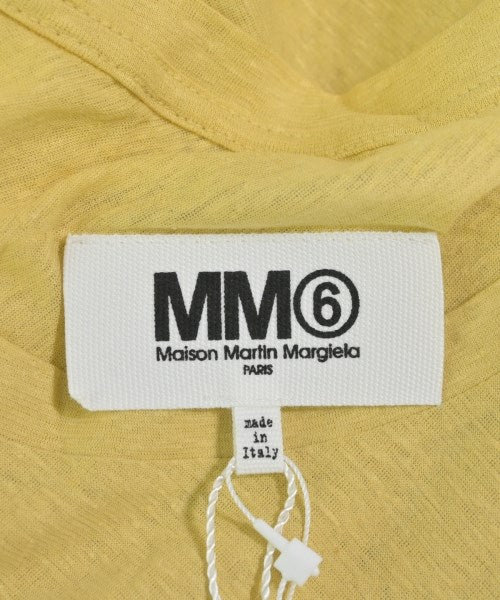 MM⑥
Maison Martin Margiela
PARIS
made
in
Italy